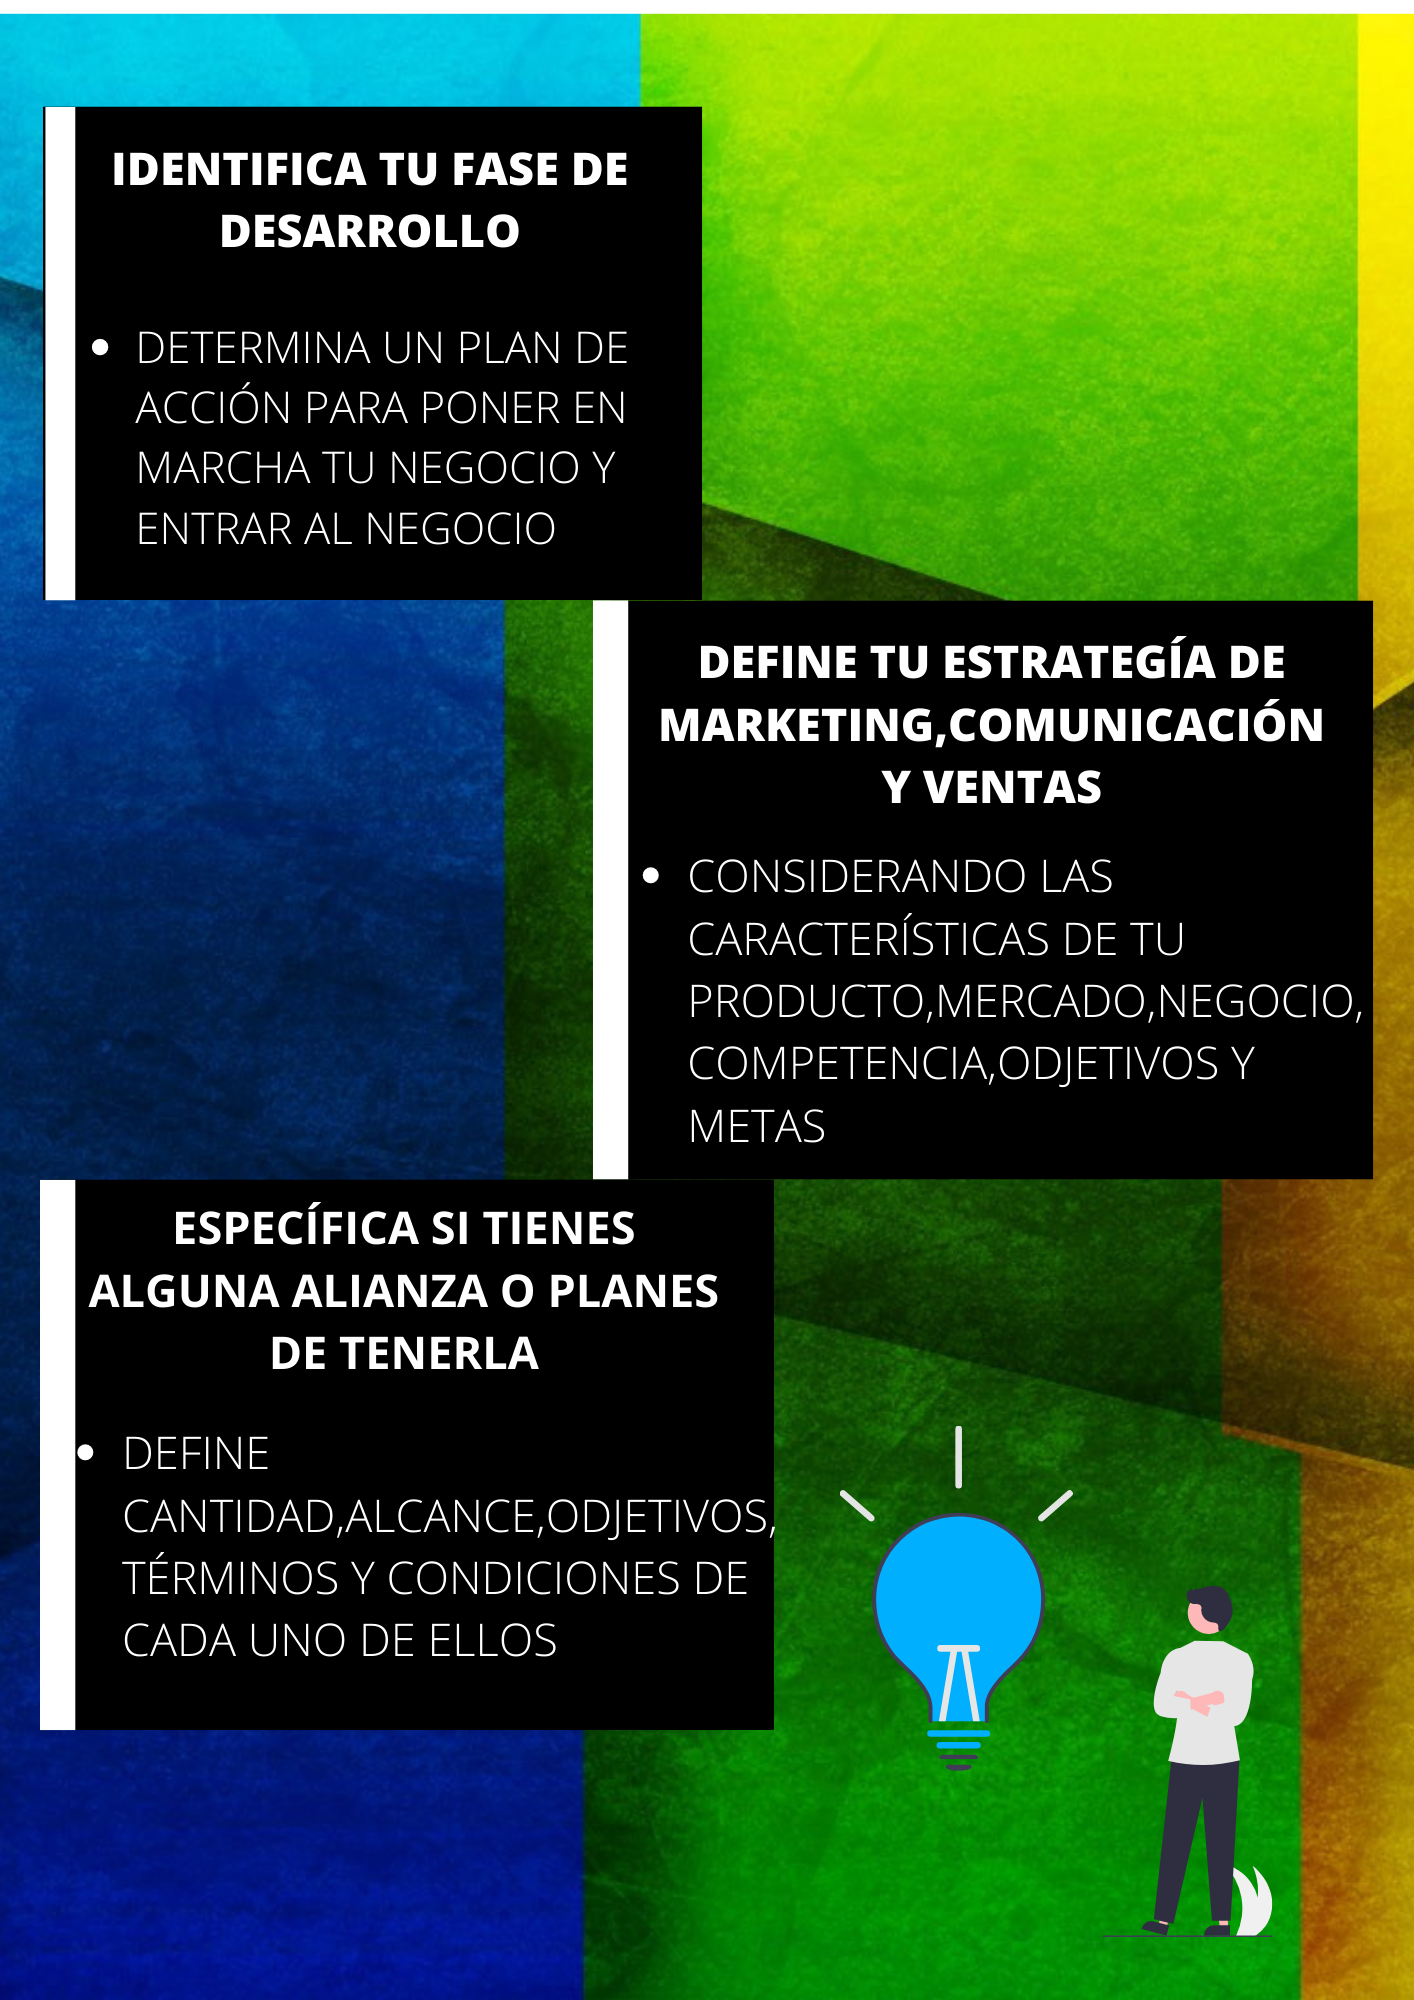 IDENTIFICA TU FASE DE
DESARROLLO
• DETERMINA UN PLAN DE
ACCIÓN PARA PONER EN
MARCHA TU NEGOCIO Y
ENTRAR AL NEGOCIO
DEFINE TU ESTRATEGÍA DE
MARKETING,COMUNICACIÓN
Y VENTAS
• CONSIDERANDO LAS
CARACTERÍSTICAS DE TU
PRODUCTO,MERCADO,NEGOCIO,
COMPETENCIA,ODJETIVOS Y
METAS
ESPECÍFICA SI TIENES
ALGUNA ALIANZA O PLANES
DE TENERLA
• DEFINE
CANTIDAD,ALCANCE,ODJETIVOS,
TÉRMINOS Y CONDICIONES DE
CADA UNO DE ELLOS